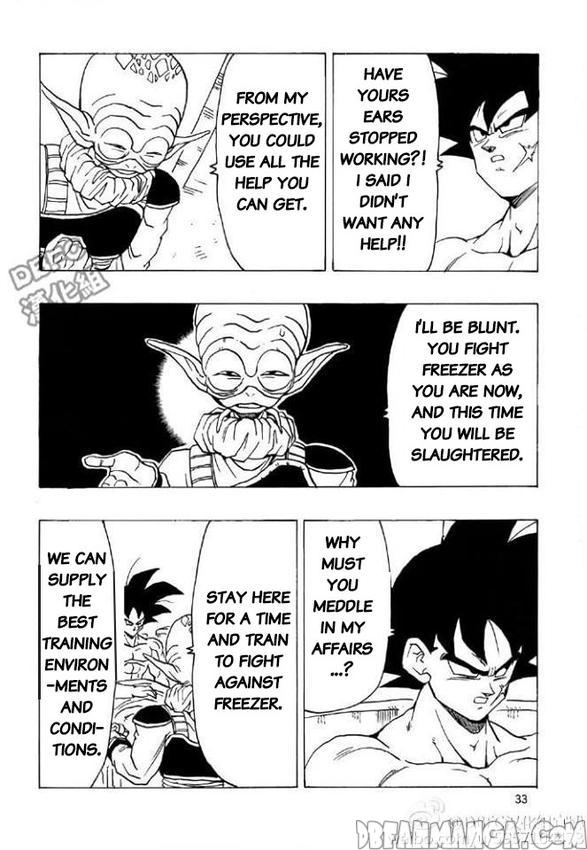 HAVE
YOURS
EARS
STOPPED
WORKING?!
I SAID I
DIDN'T
WANT ANY
HELP!!
FROM MY
PERSPECTIVE,
YOU COULD
USE ALL THE
HELP YOU
CAN GET.
漢化組
I'LL BE BLUNT.
YOU FIGHT
FREEZER AS
YOU ARE NOW,
AND THIS TIME
YOU WILL BE
SLAUGHTERED.
WHY
MUST
YOU
MEDDLE
IN MY
AFFAIRS
...?
STAY HERE
FOR A TIME
AND TRAIN
TO FIGHT
AGAINST
FREEZER.
WE CAN
SUPPLY
THE
BEST
TRAINING
ENVIRON
-MENTS
AND
CONDI-
TIONS.
33
DBFANMANGA.COM